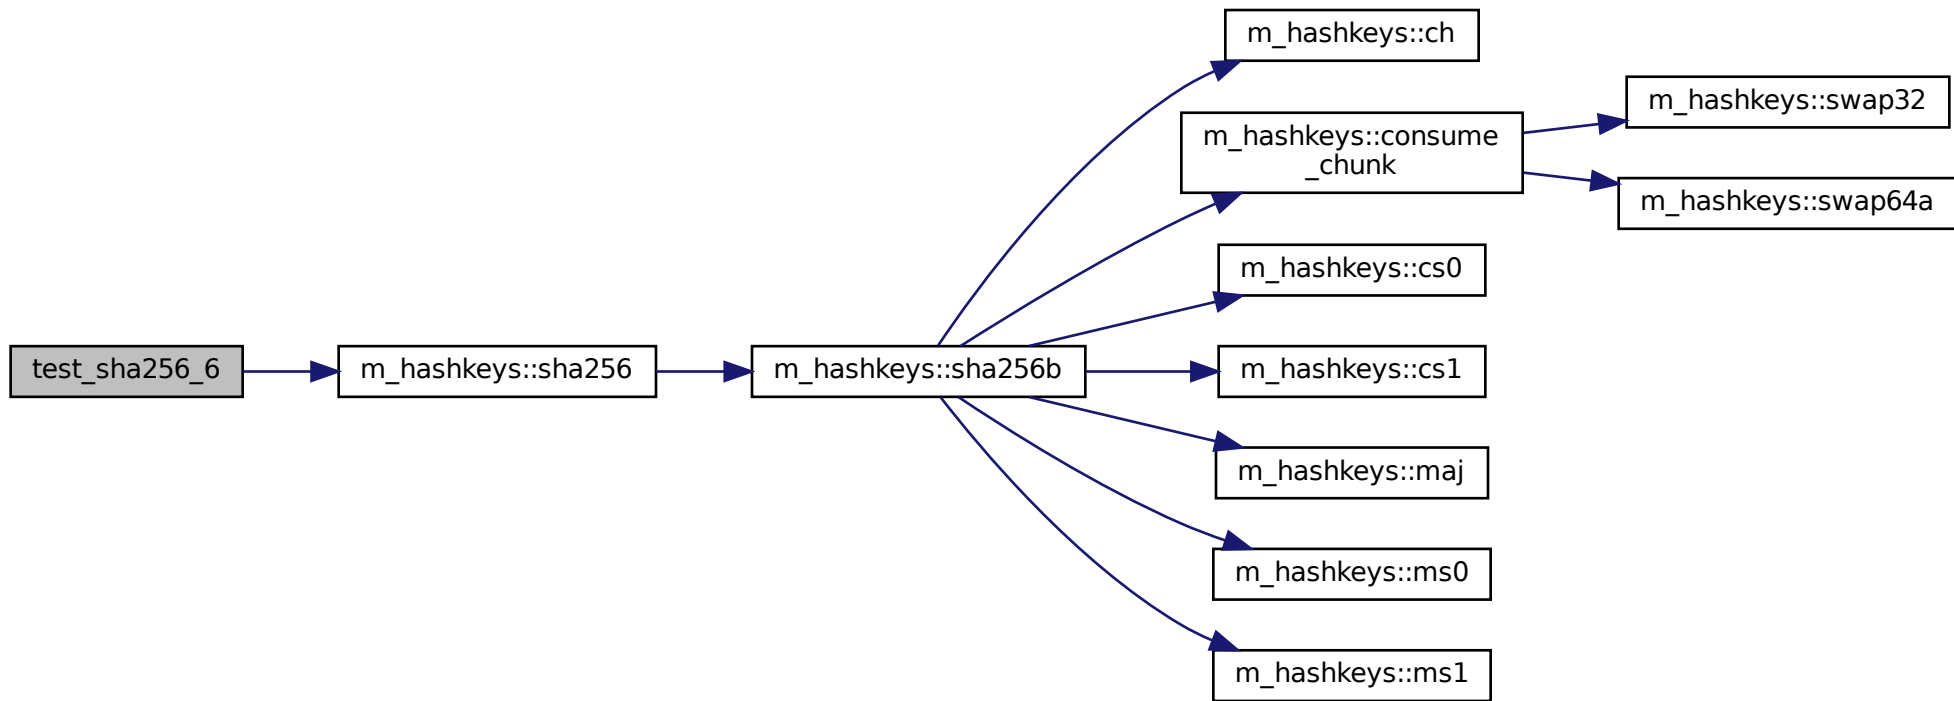 test_sha256_6
m_hashkeys::sha256
m_hashkeys::sha256b
m_hashkeys::ch
m_hashkeys::consume
_chunk
m_hashkeys::swap32
m_hashkeys::swap64a
m_hashkeys::cs0
m_hashkeys::cs1
m_hashkeys::maj
m_hashkeys::ms0
m_hashkeys::ms1